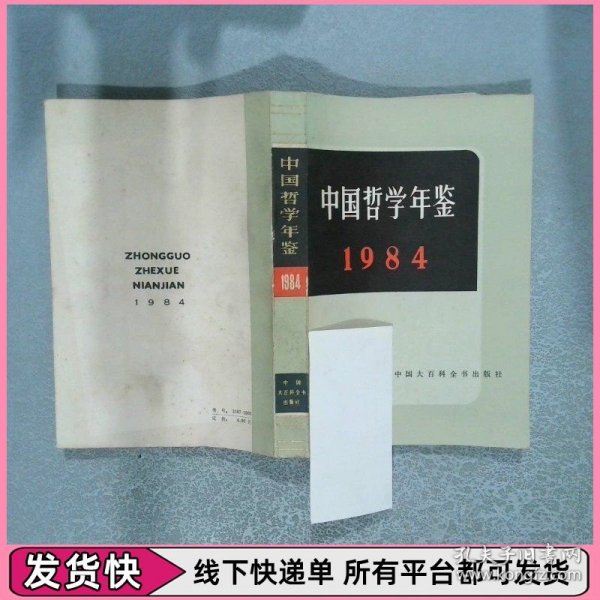 ZHONGGUO
ZHEXUE
NIANJIAN
1984
中国哲学年鉴
1984
中国
大百科全书
出版社
中国哲学年鉴
1984
中国大百科全书出版社
发货快
线下快递单 所有平台都可发货
孔夫子旧书网
www.kongfz.com